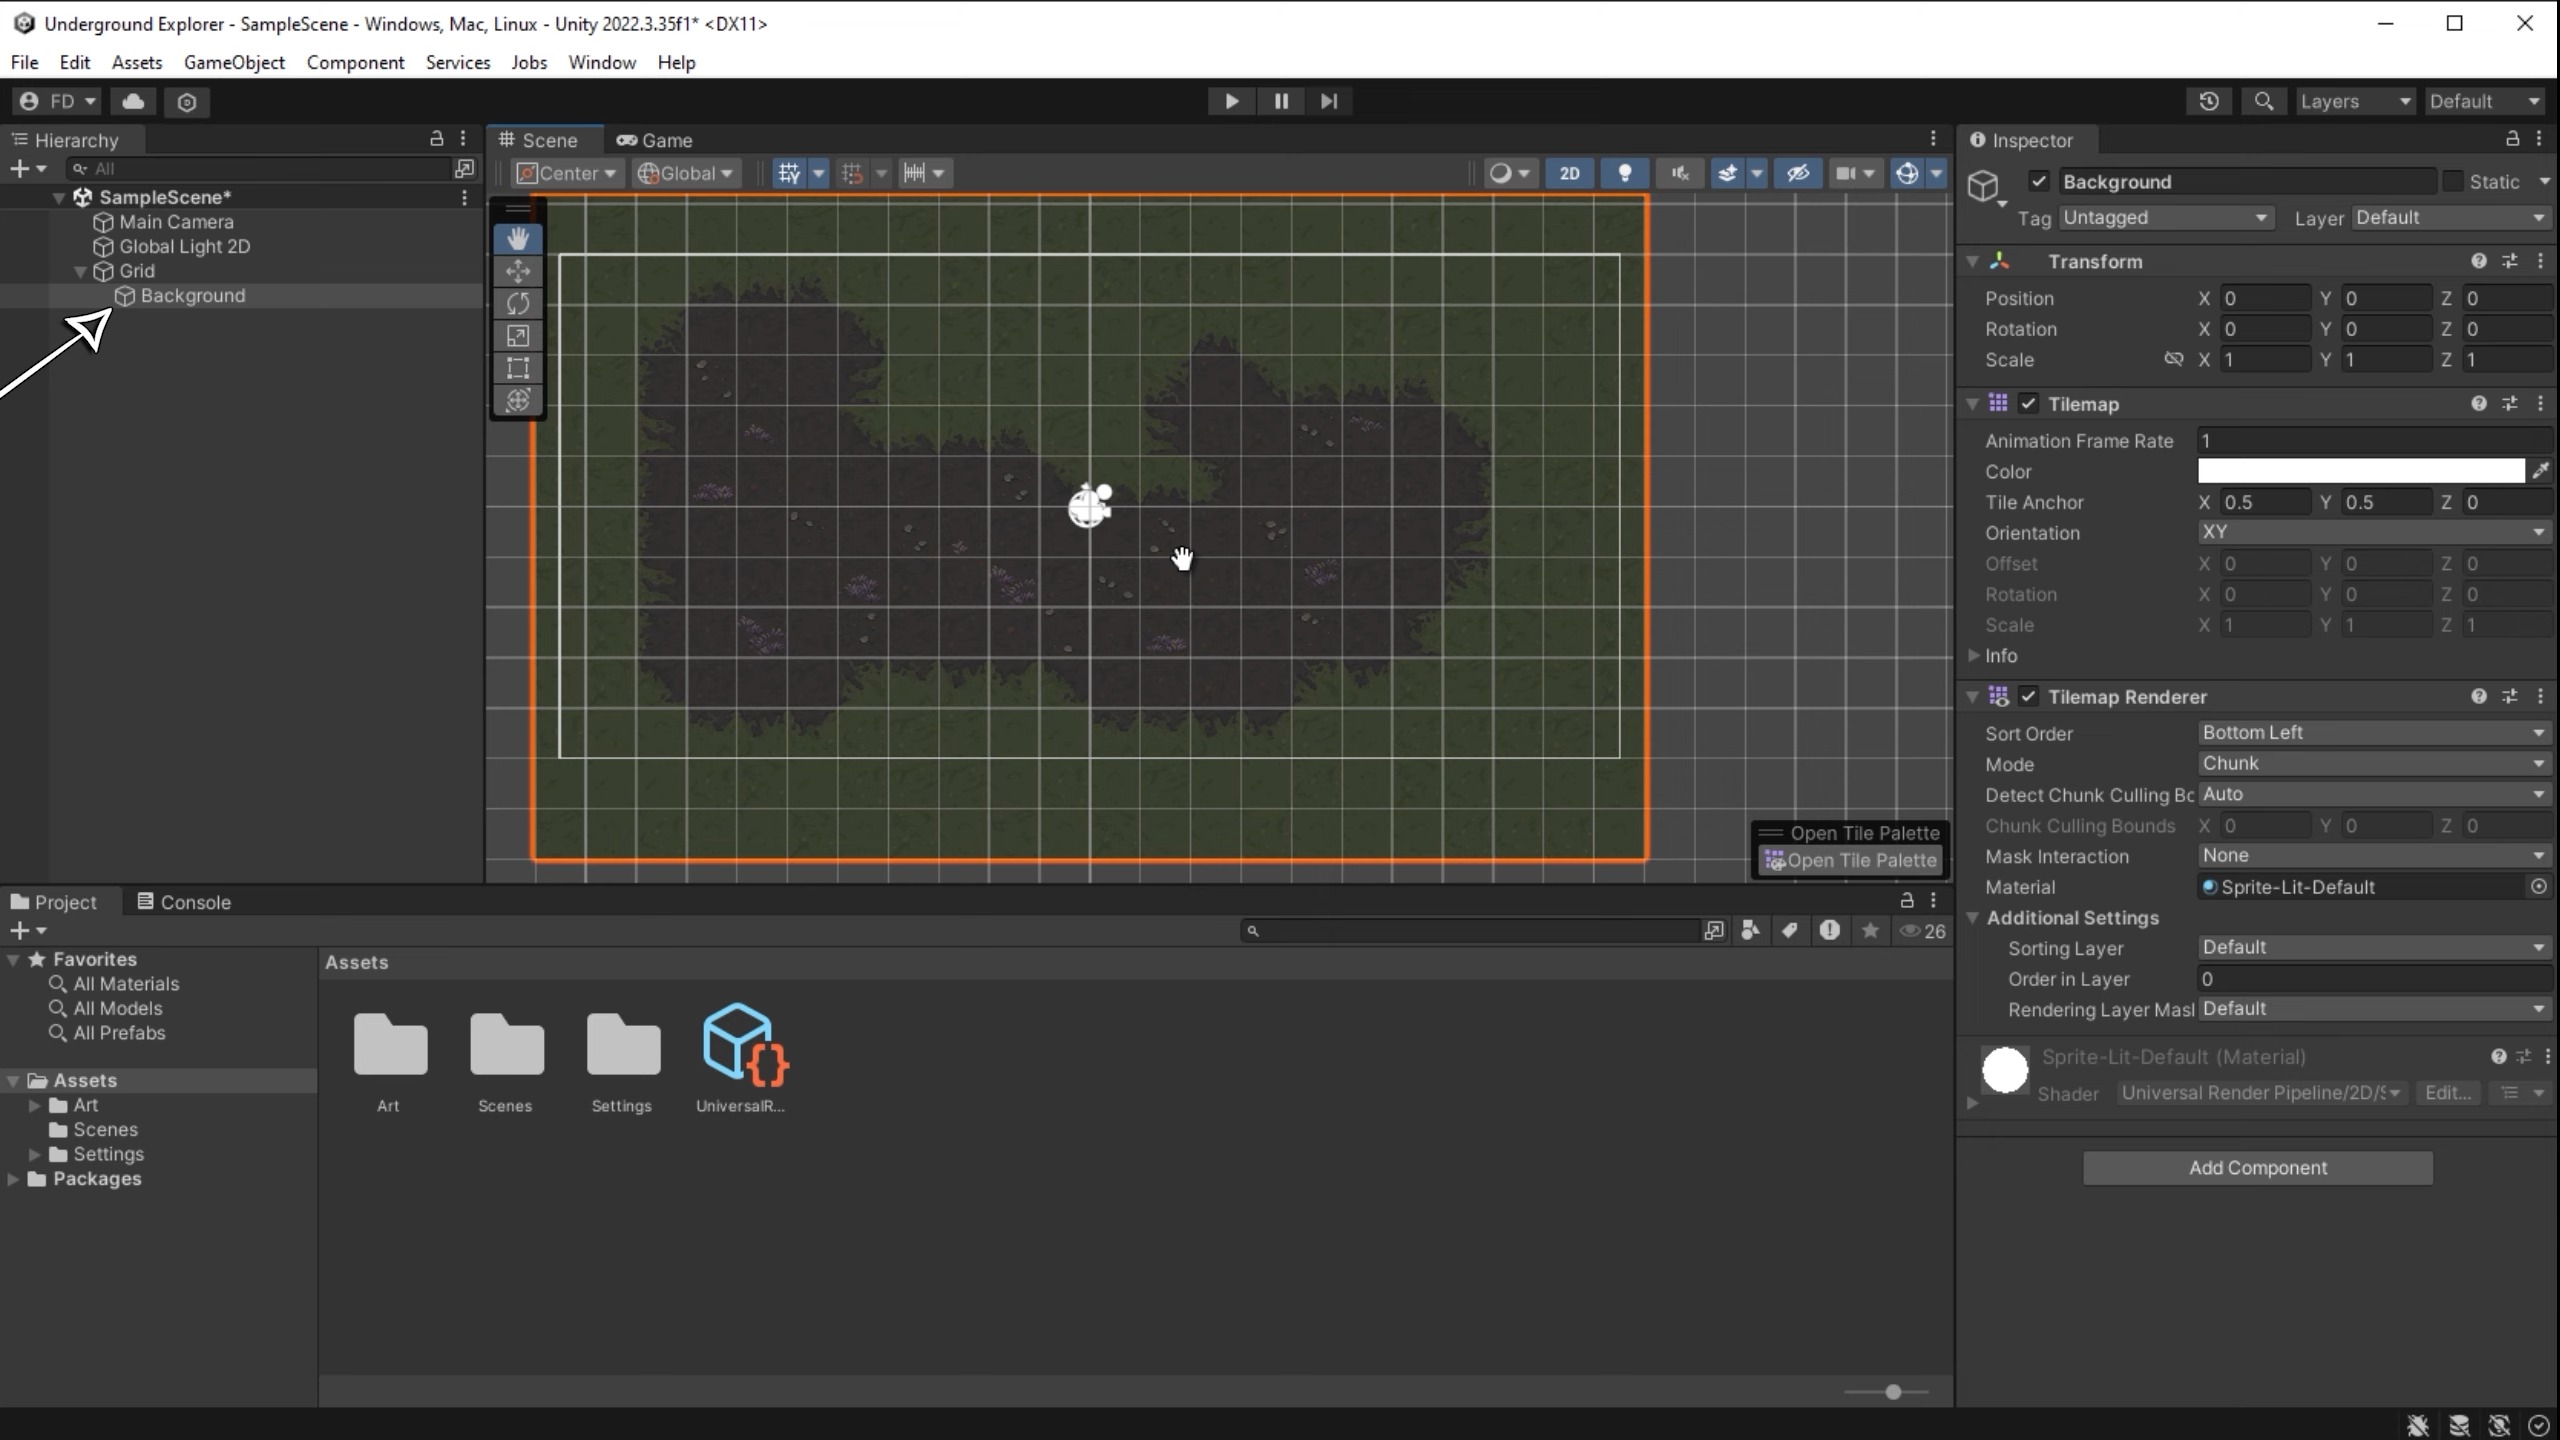 Underground Explorer - SampleScene - Windows, Mac, Linux - Unity 2022.3.35f1* <DX11>
File Edit Assets GameObject Component Services Jobs Window Help
FD
Layers Default
Hierarchy
All
SampleScene*
Main Camera
Global Light 2D
Grid
Background
Scene Game
Center Global 2D
Open Tile Palette
Open Tile Palette
Inspector
Background Static
Tag Untagged Layer Default
Transform
Position X 0 Y 0 Z 0
Rotation X 0 Y 0 Z 0
Scale X 1 Y 1 Z 1
Tilemap
Animation Frame Rate 1
Color
Tile Anchor X 0.5 Y 0.5 Z 0
Orientation XY
Offset X 0 Y 0 Z 0
Rotation X 0 Y 0 Z 0
Scale X 1 Y 1 Z 1
Info
Tilemap Renderer
Sort Order Bottom Left
Mode Chunk
Detect Chunk Culling Bc Auto
Chunk Culling Bounds X 0 Y 0 Z 0
Mask Interaction None
Material Sprite-Lit-Default
Additional Settings
Sorting Layer Default
Order in Layer 0
Rendering Layer Masl Default
Sprite-Lit-Default (Material)
Shader Universal Render Pipeline/2D/S Edit...
Add Component
Project Console
26
Favorites
All Materials
All Models
All Prefabs
Assets
Art
Scenes
Settings
Packages
Assets
Art Scenes Settings UniversalR...